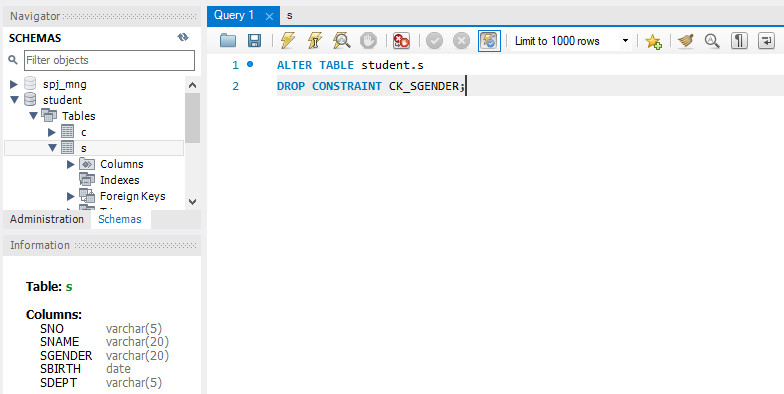 Navigator
SCHEMAS
Filter objects
spj_mng
student
Tables
c
s
Columns
Indexes
Foreign Keys
Administration Schemas
Information
Table: s
Columns:
SNO varchar(5)
SNAME varchar(20)
SGENDER varchar(20)
SBIRTH date
SDEPT varchar(5)
Query 1 s
Limit to 1000 rows
1 ALTER TABLE student.s
2 DROP CONSTRAINT CK_SGENDER;